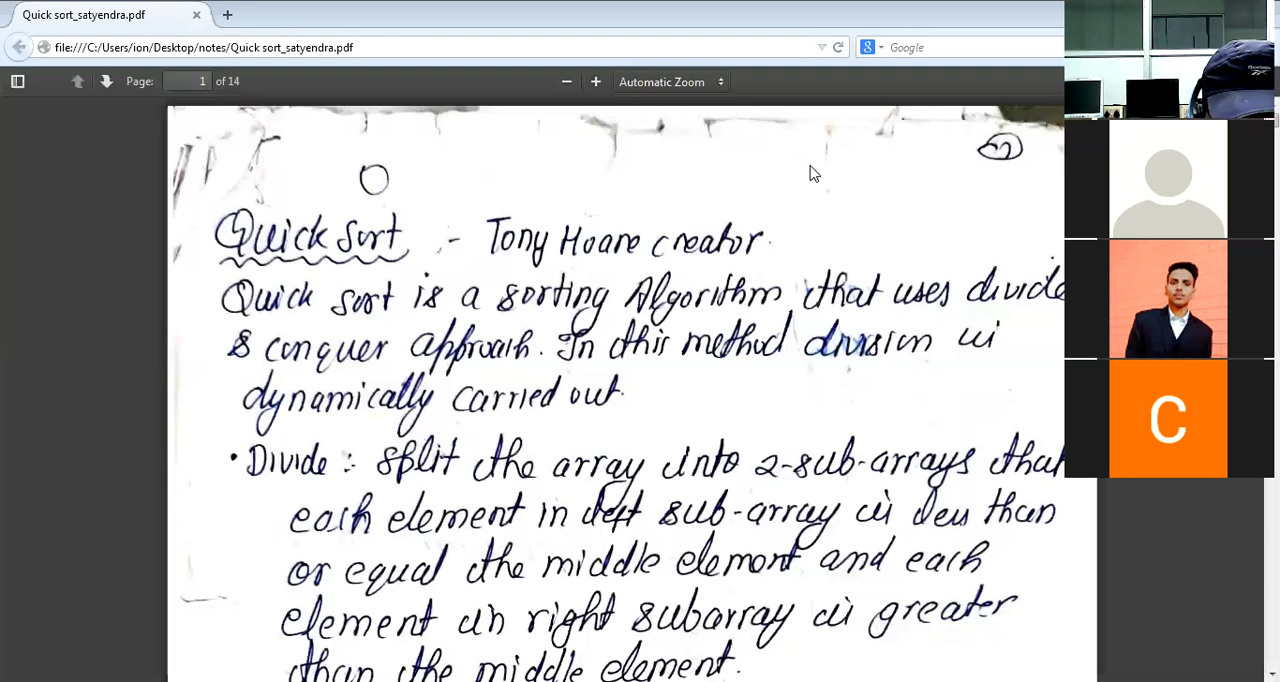 Quick sort_satyendra.pdf
file:///C:/Users/ion/Desktop/notes/Quick sort_satyendra.pdf
Google
Page: 1 of 14
Automatic Zoom
Quick Sort :- Tony Hoare creator.
Quick sort is a sorting Algorithm that uses divide
& conquer approach. In this method division is
dynamically carried out.
• Divide :- split the array into 2-sub-arrays that
each element in left sub-array is less than
or equal the middle element and each
element in right subarray is greater
than the middle element.
C